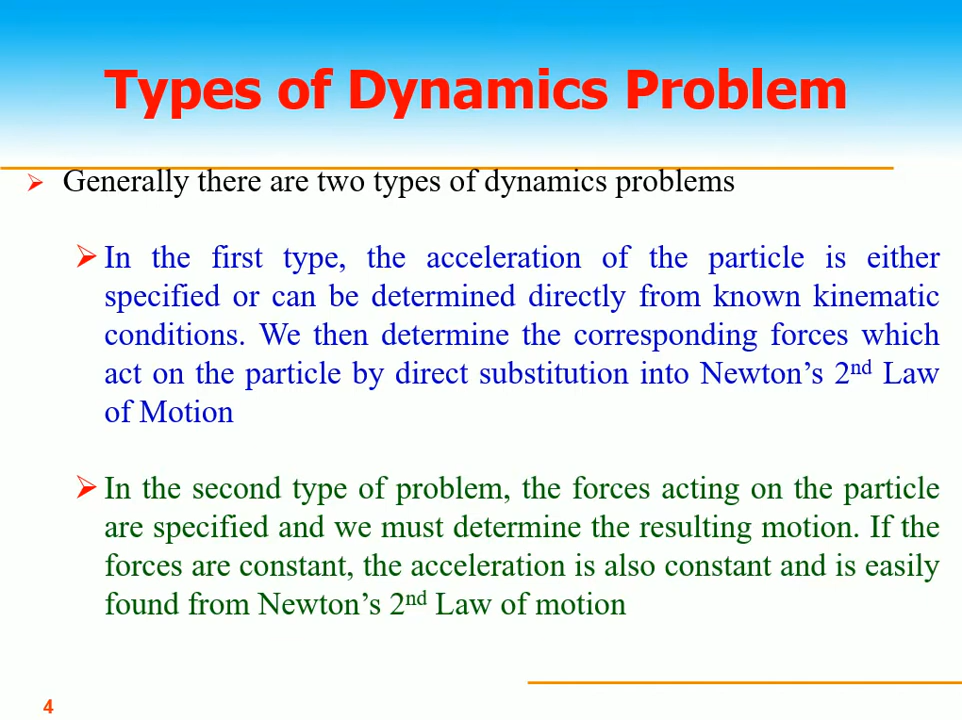 Types of Dynamics Problem
➢ Generally there are two types of dynamics problems
➢ In the first type, the acceleration of the particle is either
specified or can be determined directly from known kinematic
conditions. We then determine the corresponding forces which
act on the particle by direct substitution into Newton’s 2nd Law
of Motion
➢ In the second type of problem, the forces acting on the particle
are specified and we must determine the resulting motion. If the
forces are constant, the acceleration is also constant and is easily
found from Newton’s 2nd Law of motion
4